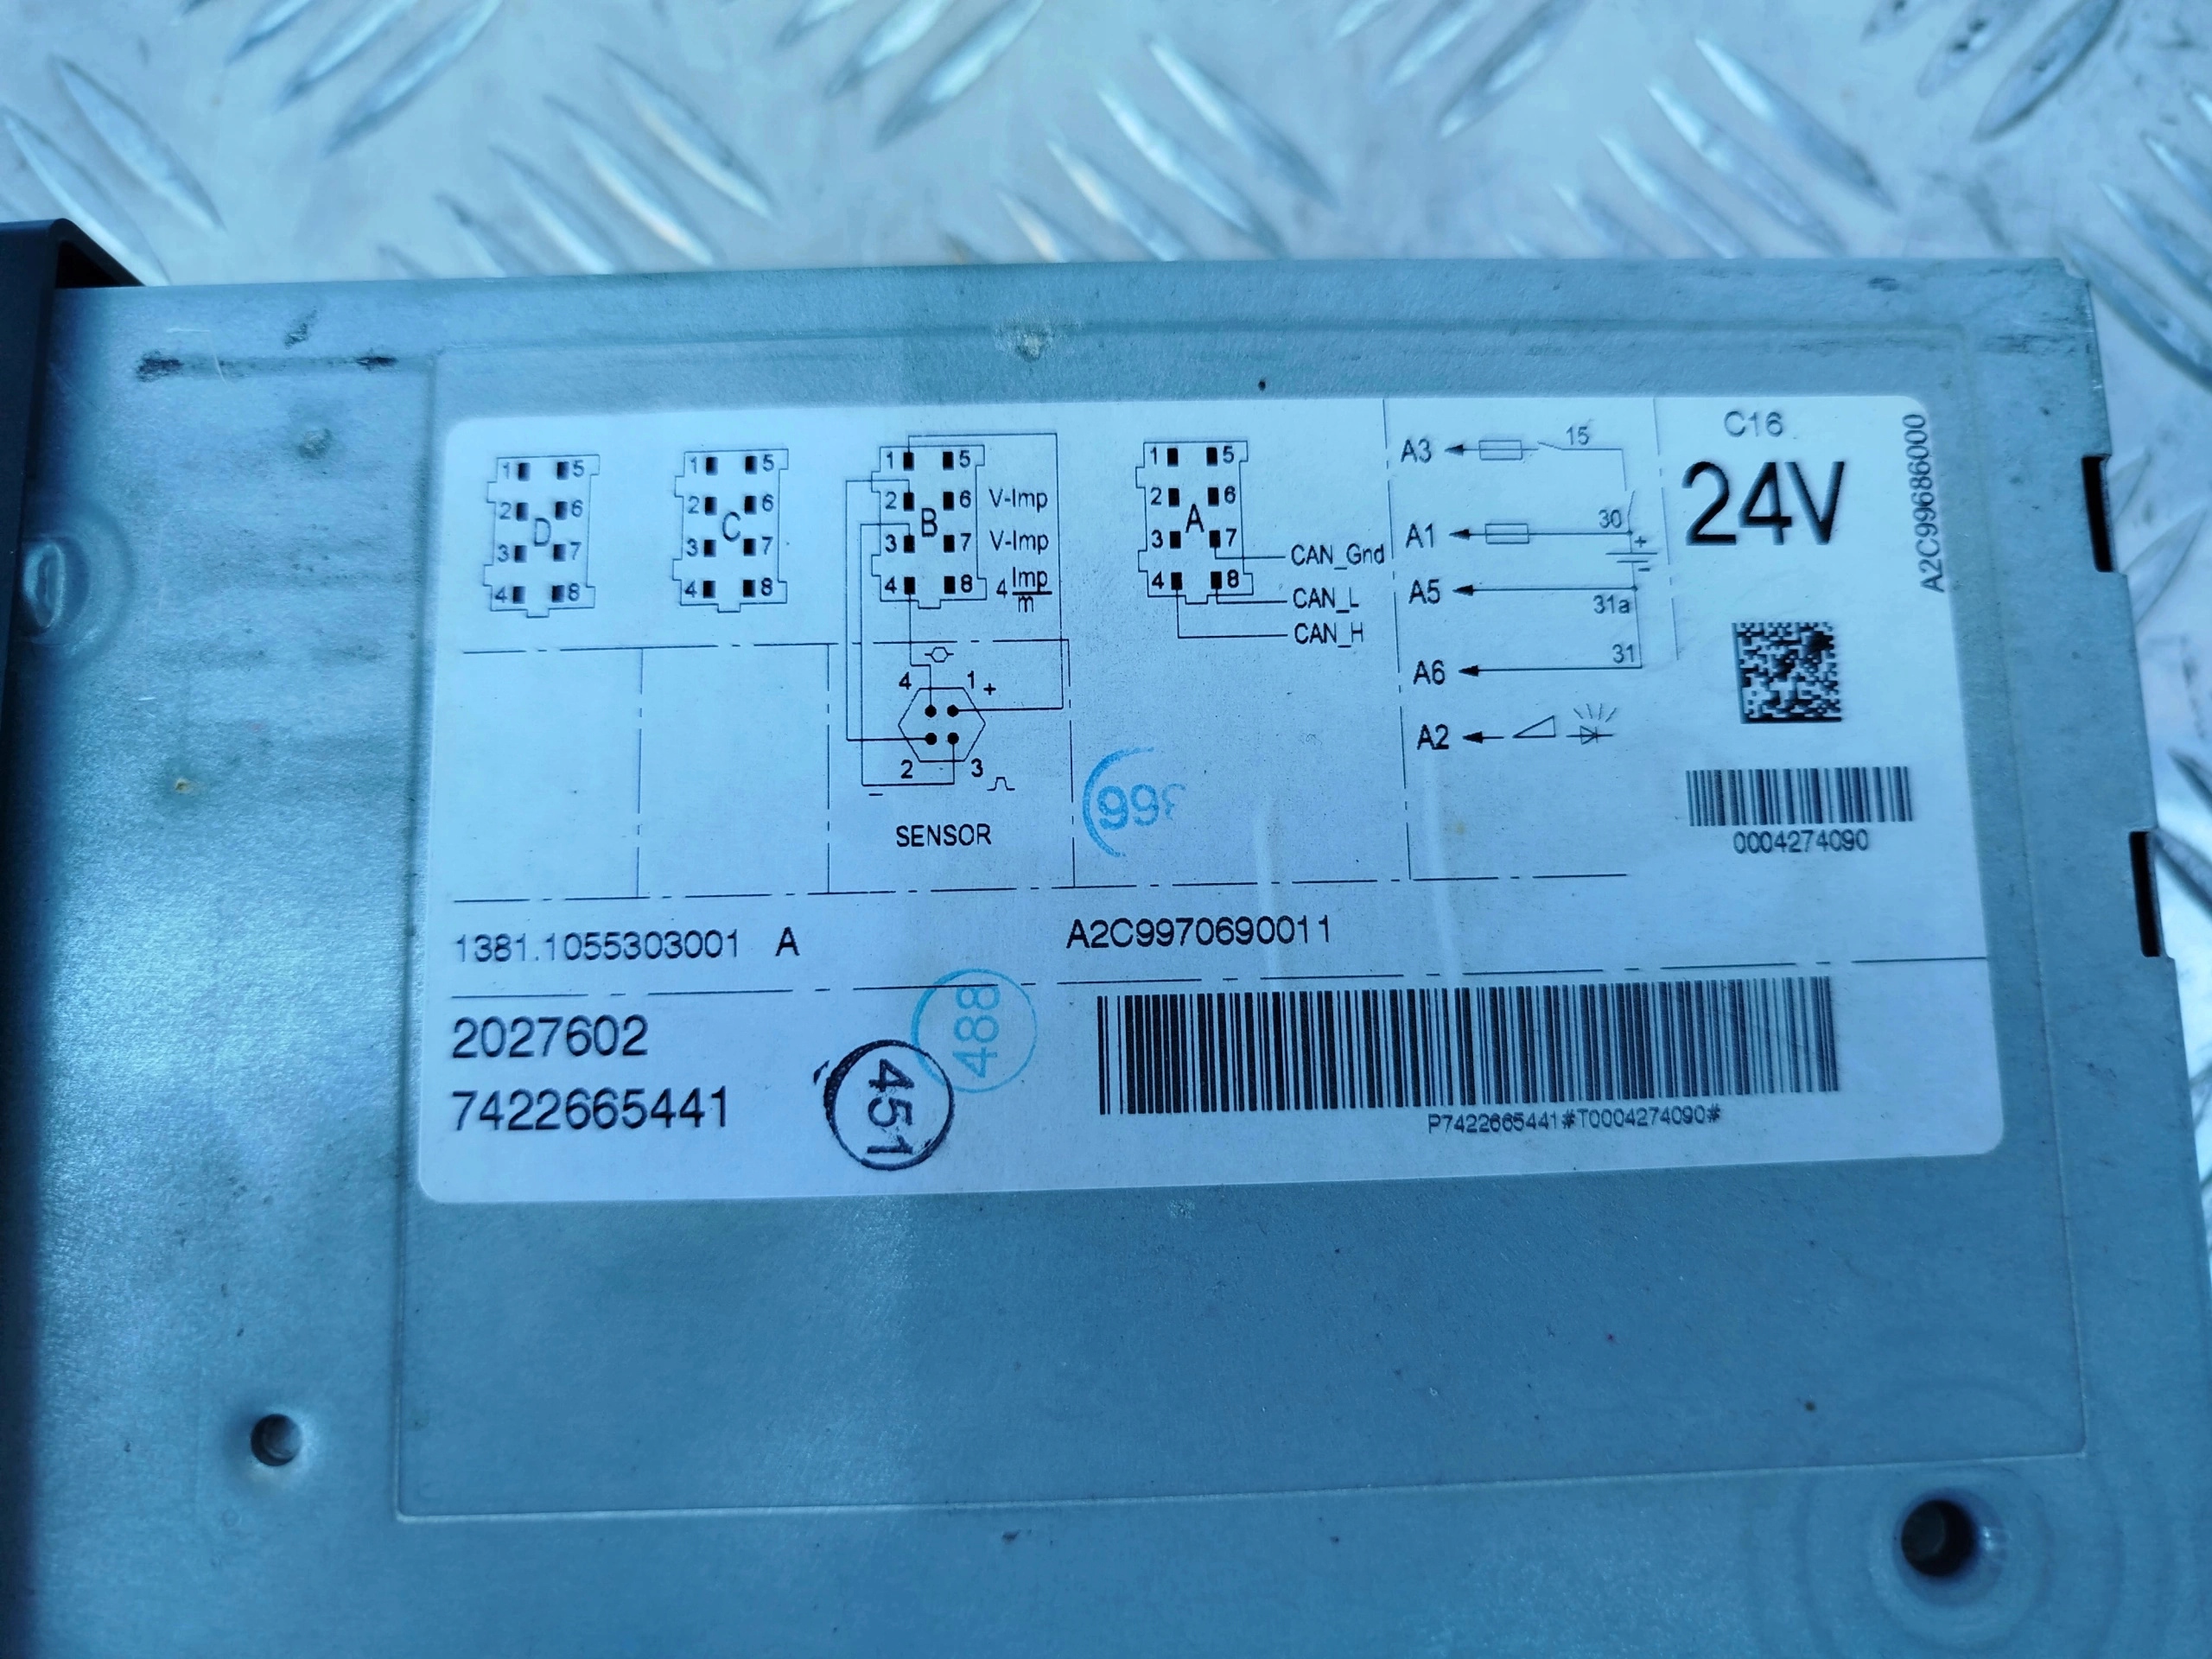 1 5
2 6
D
3 7
4 8
1 5
2 6
C
3 7
4 8
1 5
2 6 V-Imp
B
3 7 V-Imp
4 8 4 Imp
m
1 5
2 6
A
3 7
4 8
CAN_Gnd
CAN_L
CAN_H
4 1 +
2 3
−
SENSOR
A3 15
A1 30
+
−
A5 31a
A6 31
A2
C16
24V
A2C99686000
0004274090
1381.1055303001 A
A2C9970690011
2027602
7422665441
451
488
P7422665441#T0004274090#